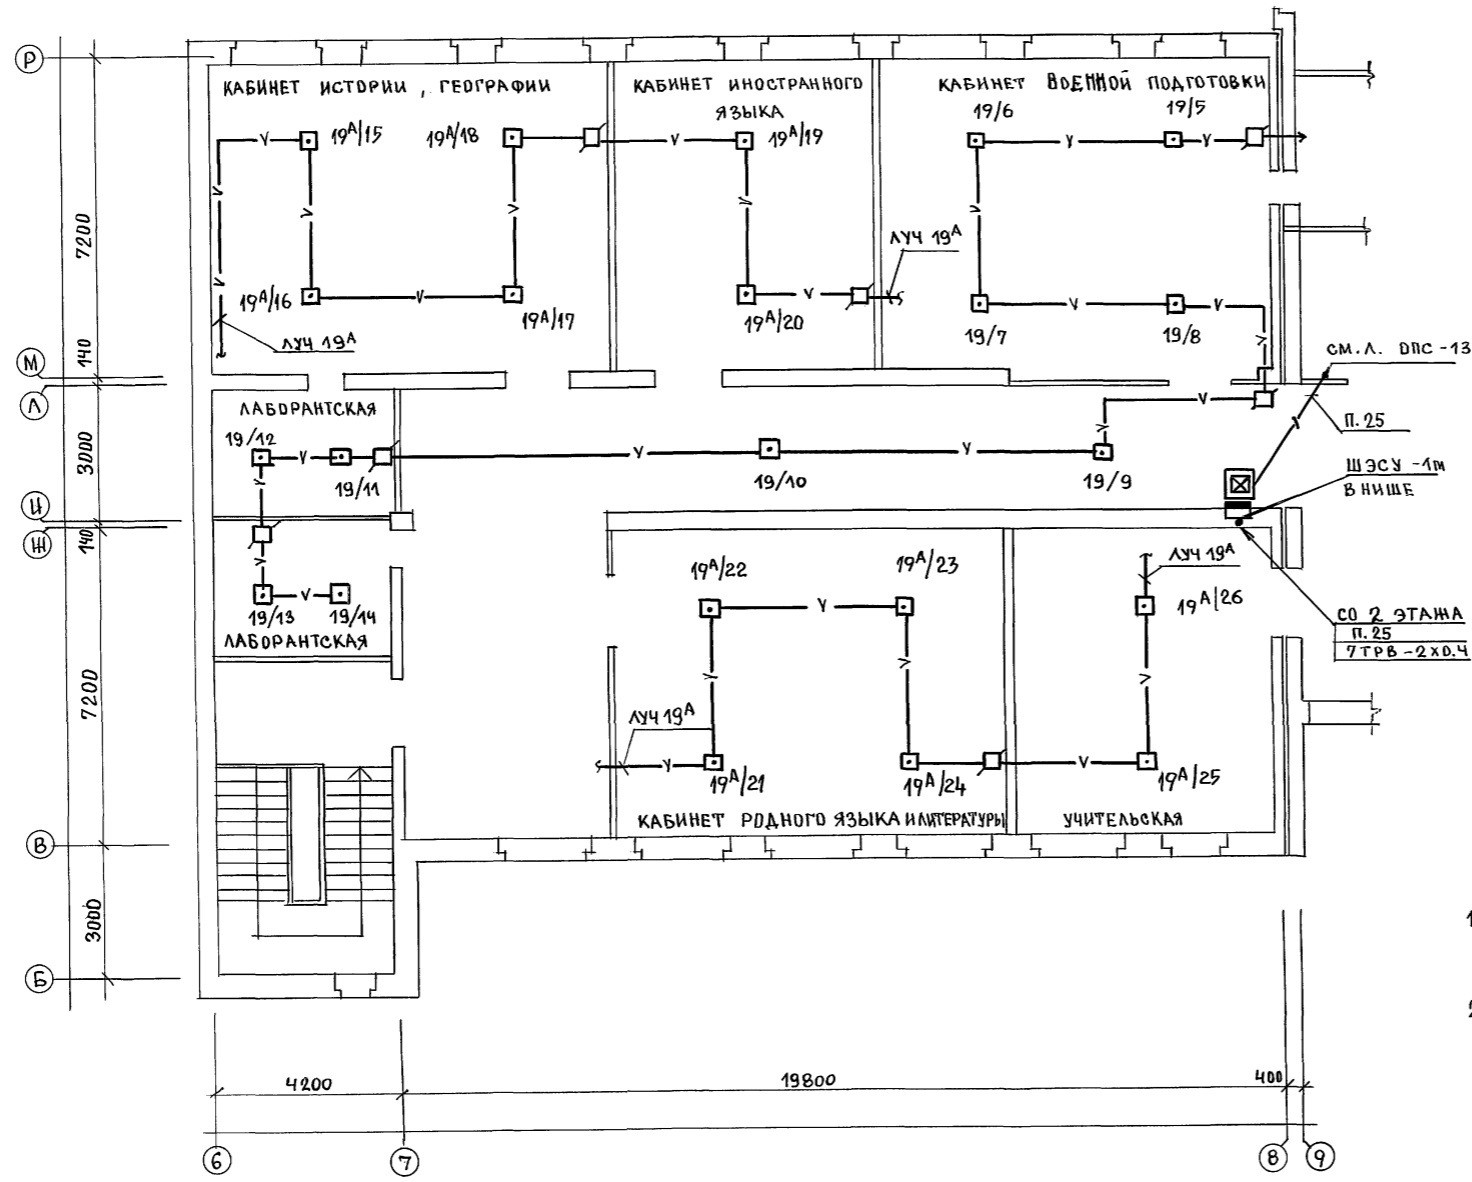 Р
КАБИНЕТ ИСТОРИИ, ГЕОГРАФИИ
КАБИНЕТ ИНОСТРАННОГО
ЯЗЫКА
КАБИНЕТ ВОЕННОЙ ПОДГОТОВКИ
19А/15
19А/18
19А/19
19/6
19/5
7200
ЛУЧ 19А
19А/16
19А/17
19А/20
19/7
19/8
ЛУЧ 19А
140
М
Л
СМ. Л. ОПС-13
П.25
ЛАБОРАНТСКАЯ
19/12
19/11
19/10
19/9
3000
ШЭСУ-1М
В НИШЕ
И
Ж
140
19А/22
19А/23
ЛУЧ 19А
19А/26
19/13
19/14
ЛАБОРАНТСКАЯ
СО 2 ЭТАЖА
П.25
7ТРВ-2Х0.4
7200
ЛУЧ 19А
19А/21
19А/24
19А/25
КАБИНЕТ РОДНОГО ЯЗЫКА И ЛИТЕРАТУРЫ
УЧИТЕЛЬСКАЯ
В
3000
1
Б
2
4200
19800
400
6
7
8
9